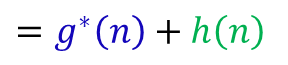 = g*(n) + h(n)